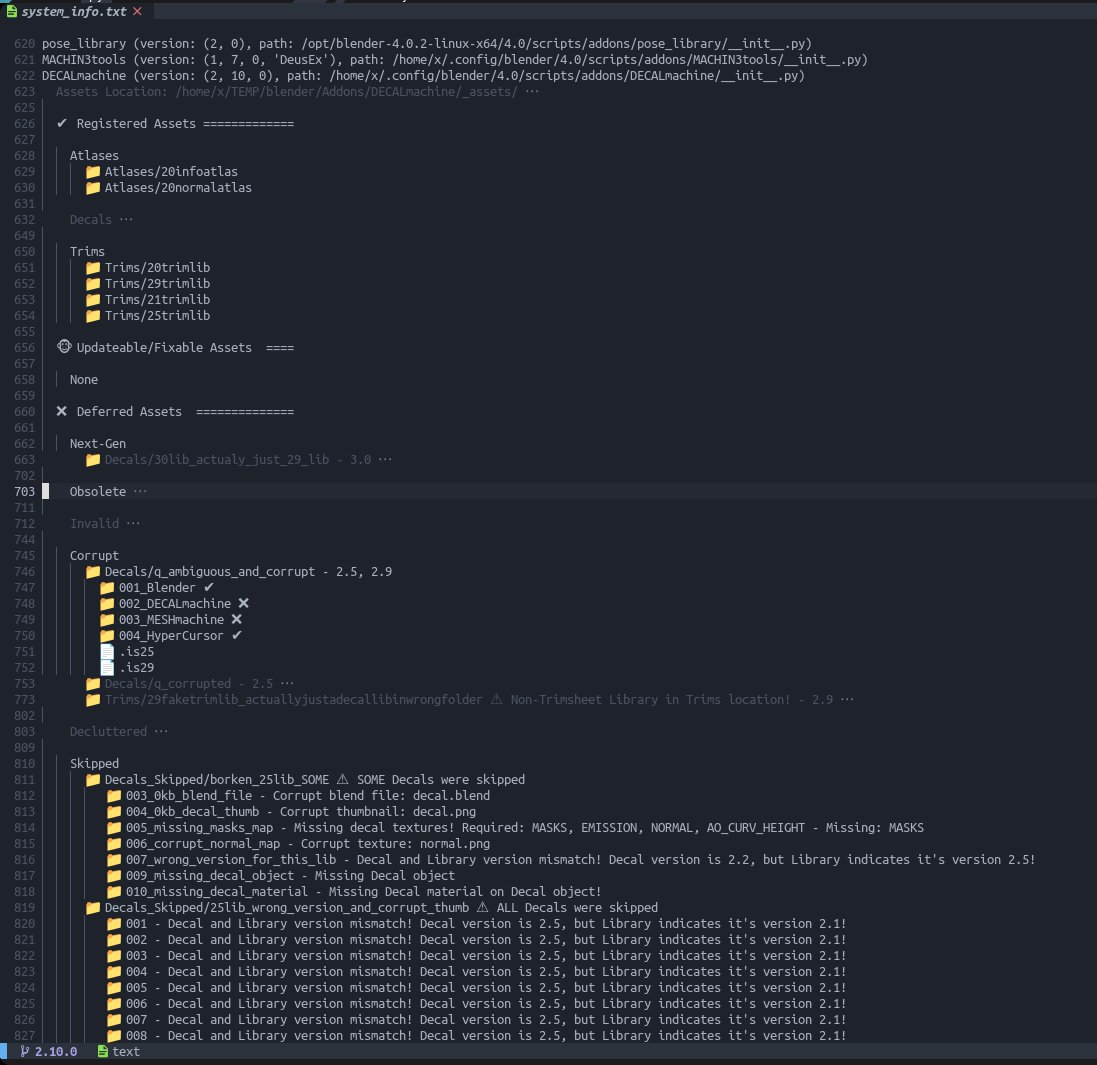 system_info.txt ✕
620 pose_library (version: (2, 0), path: /opt/blender-4.0.2-linux-x64/4.0/scripts/addons/pose_library/__init__.py)
621 MACHIN3tools (version: (1, 7, 0, 'DeusEx'), path: /home/x/.config/blender/4.0/scripts/addons/MACHIN3tools/__init__.py)
622 DECALmachine (version: (2, 10, 0), path: /home/x/.config/blender/4.0/scripts/addons/DECALmachine/__init__.py)
623 Assets Location: /home/x/TEMP/blender/Addons/DECALmachine/_assets/ ···
625
626 ✔ Registered Assets =============
627
628 Atlases
629 📁 Atlases/20infoatlas
630 📁 Atlases/20normalatlas
631
632 Decals ···
649
650 Trims
651 📁 Trims/20trimlib
652 📁 Trims/29trimlib
653 📁 Trims/21trimlib
654 📁 Trims/25trimlib
655
656 🐵 Updateable/Fixable Assets ====
657
658 None
659
660 ❌ Deferred Assets ==============
661
662 Next-Gen
663 📁 Decals/30lib_actualy_just_29_lib - 3.0 ···
702
703 Obsolete ···
711
712 Invalid ···
744
745 Corrupt
746 📁 Decals/q_ambiguous_and_corrupt - 2.5, 2.9
747 📁 001_Blender ✔
748 📁 002_DECALmachine ❌
749 📁 003_MESHmachine ❌
750 📁 004_HyperCursor ✔
751 📄 .is25
752 📄 .is29
753 📁 Decals/q_corrupted - 2.5 ···
773 📁 Trims/29faketrimlib_actuallyjustadecallibinwrongfolder ⚠ Non-Trimsheet Library in Trims location! - 2.9 ···
802
803 Decluttered ···
809
810 Skipped
811 📁 Decals_Skipped/borken_25lib_SOME ⚠ SOME Decals were skipped
812 📁 003_0kb_blend_file - Corrupt blend file: decal.blend
813 📁 004_0kb_decal_thumb - Corrupt thumbnail: decal.png
814 📁 005_missing_masks_map - Missing decal textures! Required: MASKS, EMISSION, NORMAL, AO_CURV_HEIGHT - Missing: MASKS
815 📁 006_corrupt_normal_map - Corrupt texture: normal.png
816 📁 007_wrong_version_for_this_lib - Decal and Library version mismatch! Decal version is 2.2, but Library indicates it's version 2.5!
817 📁 009_missing_decal_object - Missing Decal object
818 📁 010_missing_decal_material - Missing Decal material on Decal object!
819 📁 Decals_Skipped/25lib_wrong_version_and_corrupt_thumb ⚠ ALL Decals were skipped
820 📁 001 - Decal and Library version mismatch! Decal version is 2.5, but Library indicates it's version 2.1!
821 📁 002 - Decal and Library version mismatch! Decal version is 2.5, but Library indicates it's version 2.1!
822 📁 003 - Decal and Library version mismatch! Decal version is 2.5, but Library indicates it's version 2.1!
823 📁 004 - Decal and Library version mismatch! Decal version is 2.5, but Library indicates it's version 2.1!
824 📁 005 - Decal and Library version mismatch! Decal version is 2.5, but Library indicates it's version 2.1!
825 📁 006 - Decal and Library version mismatch! Decal version is 2.5, but Library indicates it's version 2.1!
826 📁 007 - Decal and Library version mismatch! Decal version is 2.5, but Library indicates it's version 2.1!
827 📁 008 - Decal and Library version mismatch! Decal version is 2.5, but Library indicates it's version 2.1!
2.10.0 text